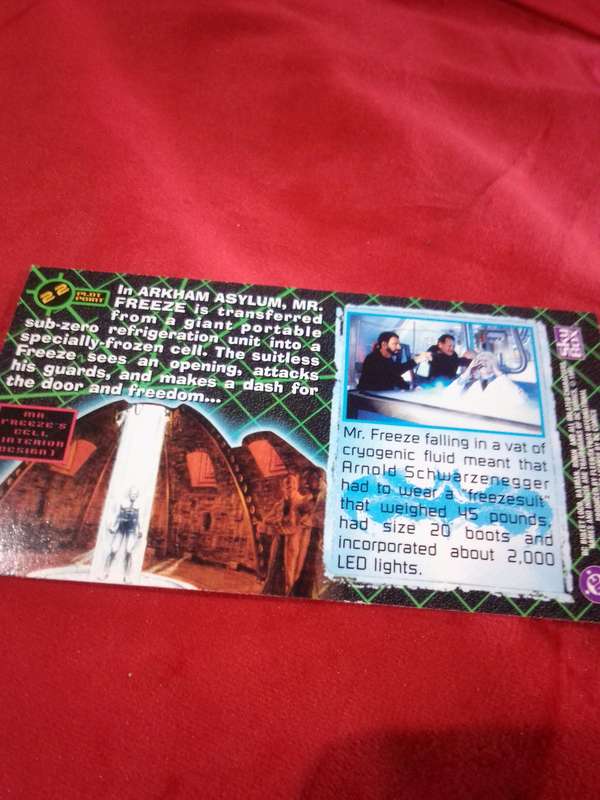 22
PLOT
POINT
In ARKHAM ASYLUM, MR.
FREEZE is transferred
from a giant portable
sub-zero refrigeration unit into a
specially-frozen cell. The suitless
Freeze sees an opening, attacks
his guards, and makes a dash for
the door and freedom...
MR
FREEZE'S
CELL
(INTERIOR
DESIGN)
Mr. Freeze falling in a vat of
cryogenic fluid meant that
Arnold Schwarzenegger
had to wear a "freezesuit"
that weighed 45 pounds,
had size 20 boots and
incorporated about 2,000
LED lights.